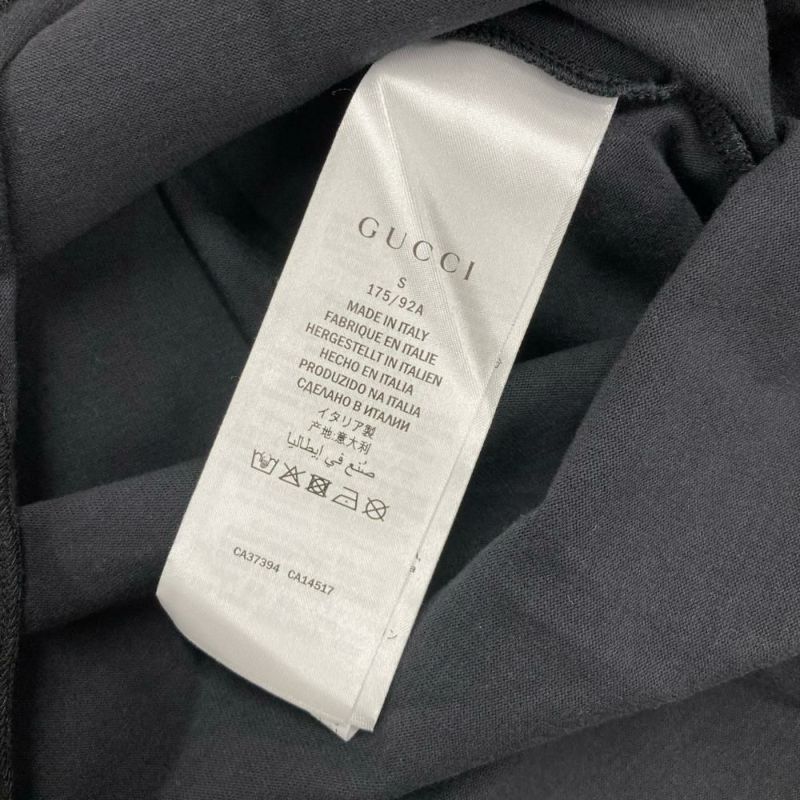 GUCCI
S
175/92A
MADE IN ITALY
FABRIQUE EN ITALIE
HERGESTELLT IN ITALIEN
HECHO EN ITALIA
PRODUZIDO NA ITALIA
СДЕЛАНО В ИТАЛИИ
イタリア製
产地:意大利
صنع في إيطاليا
CA37394 CA14517